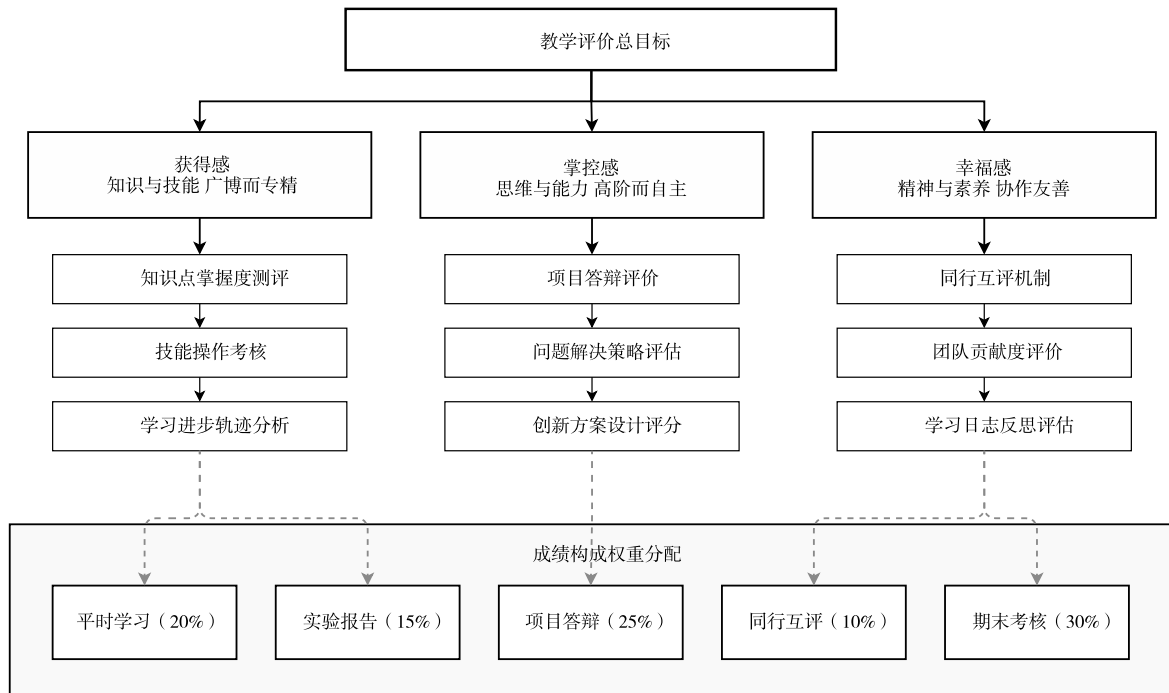 教学评价总目标
获得感
知识与技能 广博而专精
掌控感
思维与能力 高阶而自主
幸福感
精神与素养 协作友善
知识点掌握度测评
项目答辩评价
同行互评机制
技能操作考核
问题解决策略评估
团队贡献度评价
学习进步轨迹分析
创新方案设计评分
学习日志反思评估
成绩构成权重分配
平时学习（20%）
实验报告（15%）
项目答辩（25%）
同行互评（10%）
期末考核（30%）